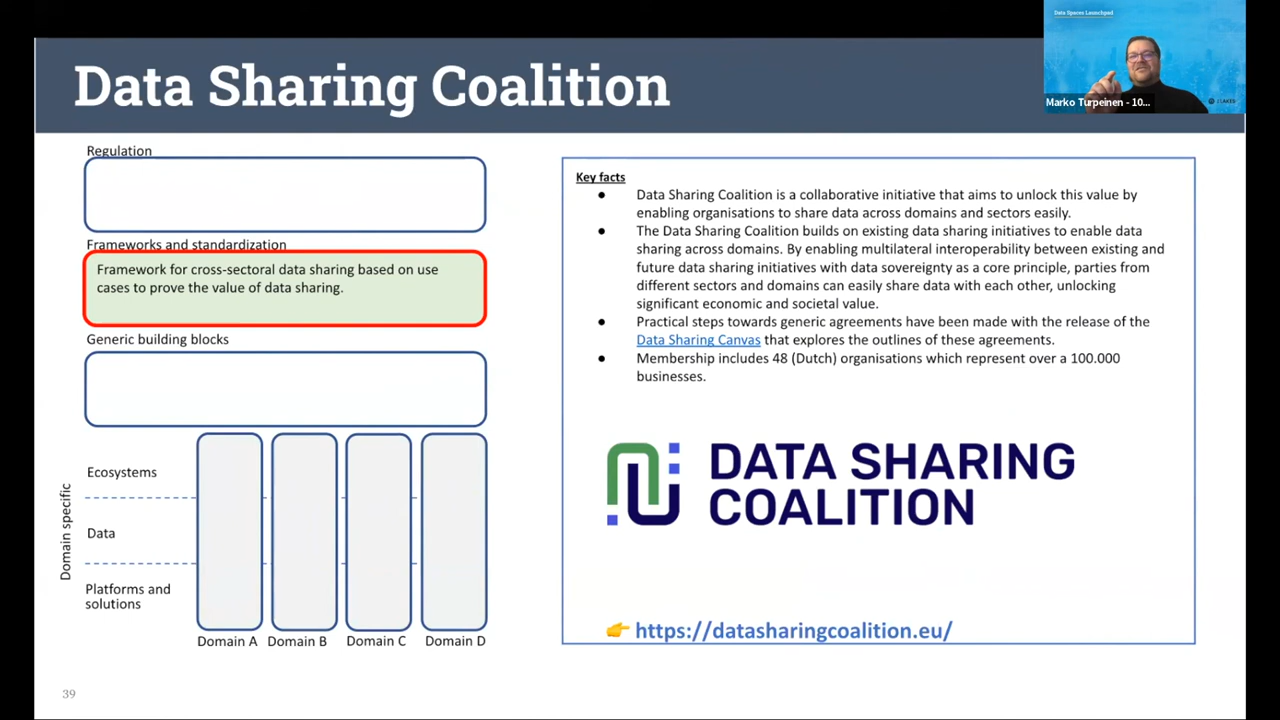 Data Spaces Launchpad
Data Sharing Coalition
Marko Turpeinen - 10...
Regulation
Frameworks and standardization
Framework for cross-sectoral data sharing based on use
cases to prove the value of data sharing.
Generic building blocks
Domain specific
Ecosystems
Data
Platforms and
solutions
Domain A
Domain B
Domain C
Domain D
Key facts
● Data Sharing Coalition is a collaborative initiative that aims to unlock this value by
enabling organisations to share data across domains and sectors easily.
● The Data Sharing Coalition builds on existing data sharing initiatives to enable data
sharing across domains. By enabling multilateral interoperability between existing and
future data sharing initiatives with data sovereignty as a core principle, parties from
different sectors and domains can easily share data with each other, unlocking
significant economic and societal value.
● Practical steps towards generic agreements have been made with the release of the
Data Sharing Canvas that explores the outlines of these agreements.
● Membership includes 48 (Dutch) organisations which represent over a 100.000
businesses.
DATA SHARING
COALITION
👉 https://datasharingcoalition.eu/
39